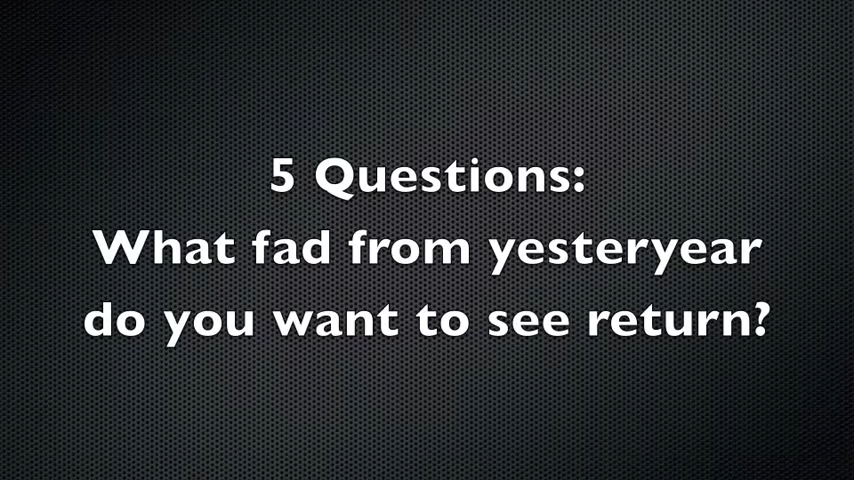 5 Questions:
What fad from yesteryear
do you want to see return?